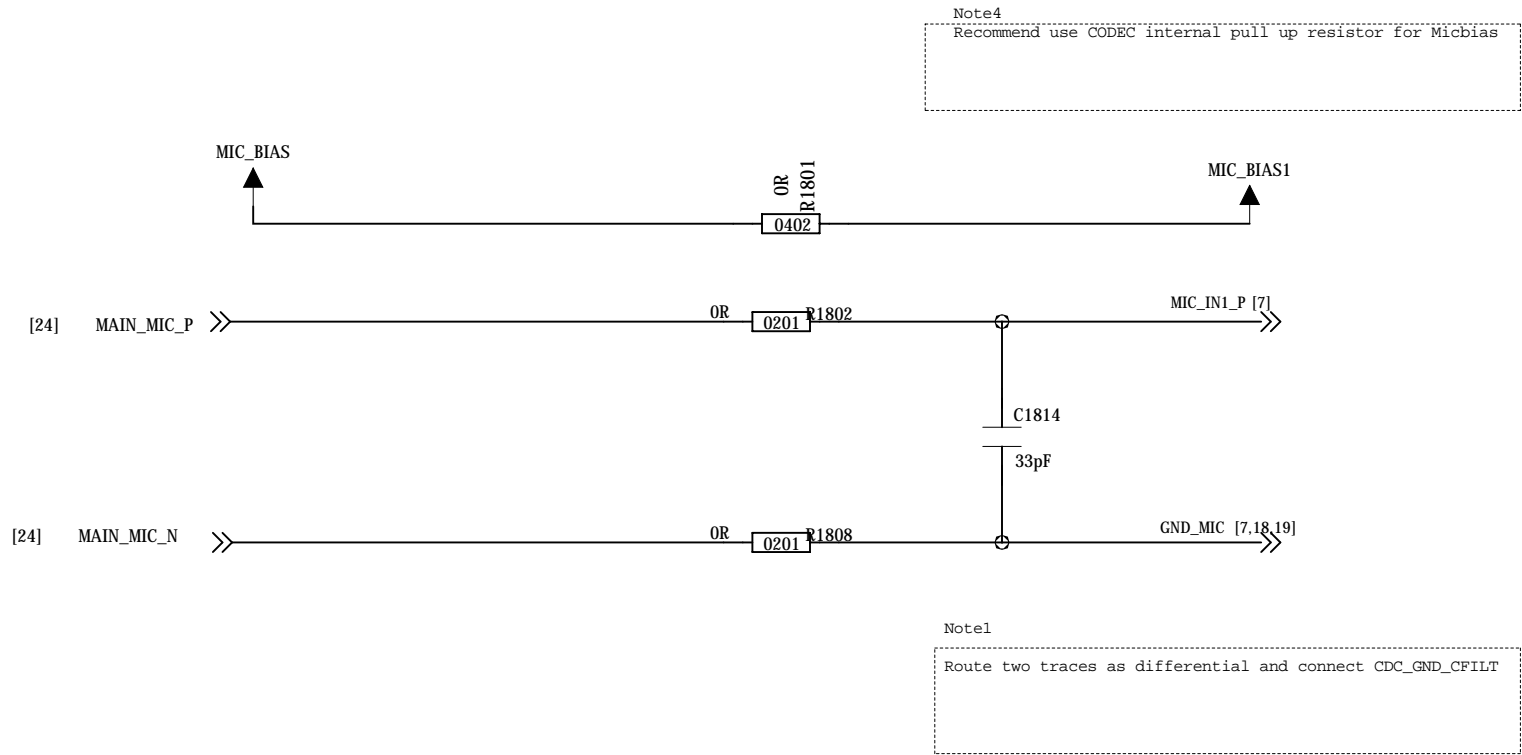 Note4
Recommend use CODEC internal pull up resistor for Micbias
MIC_BIAS
0R
R1801
0402
MIC_BIAS1
[24] MAIN_MIC_P
0R
0201
R1802
MIC_IN1_P [7]
C1814
33pF
[24] MAIN_MIC_N
0R
0201
R1808
GND_MIC [7,18,19]
Note1
Route two traces as differential and connect CDC_GND_CFILT